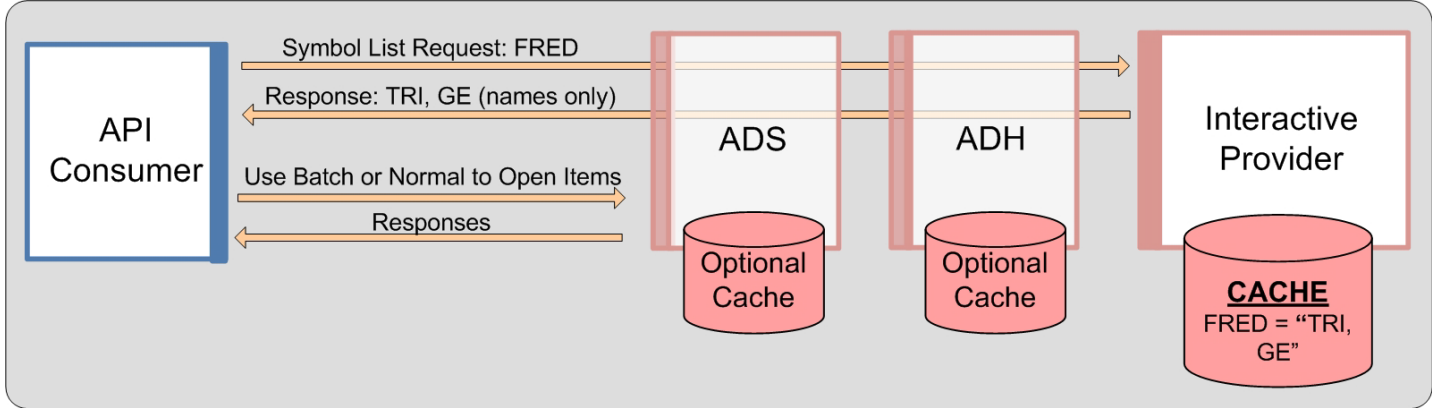 Symbol List Request: FRED
Response: TRI, GE (names only)
API
Consumer
Use Batch or Normal to Open Items
Responses
ADS
Optional
Cache
ADH
Optional
Cache
Interactive
Provider
CACHE
FRED = “TRI,
GE”